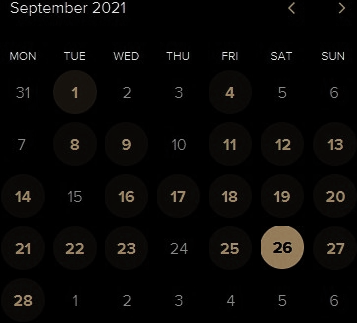 September 2021
MON TUE WED THU FRI SAT SUN
31 1 2 3 4 5 6
7 8 9 10 11 12 13
14 15 16 17 18 19 20
21 22 23 24 25 26 27
28 1 2 3 4 5 6